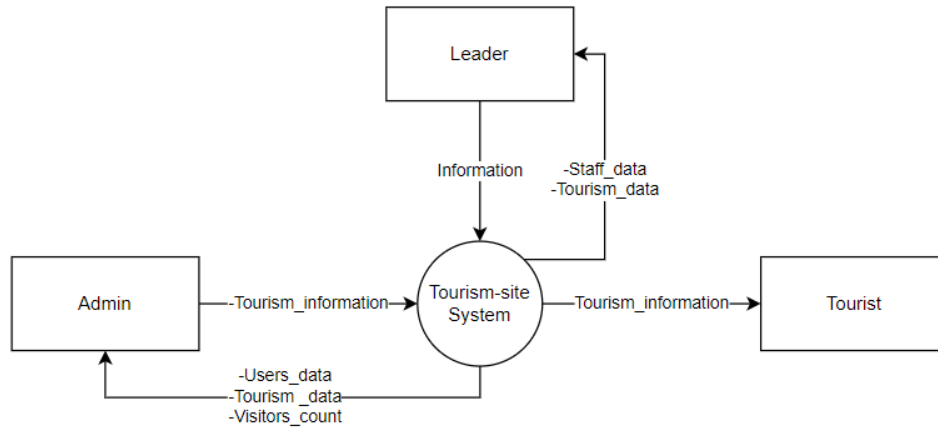 Leader
Information
-Staff_data
-Tourism_data
Admin
-Tourism_information
Tourism-site
System
Tourism_information
Tourist
-Users_data
-Tourism _data
-Visitors_count